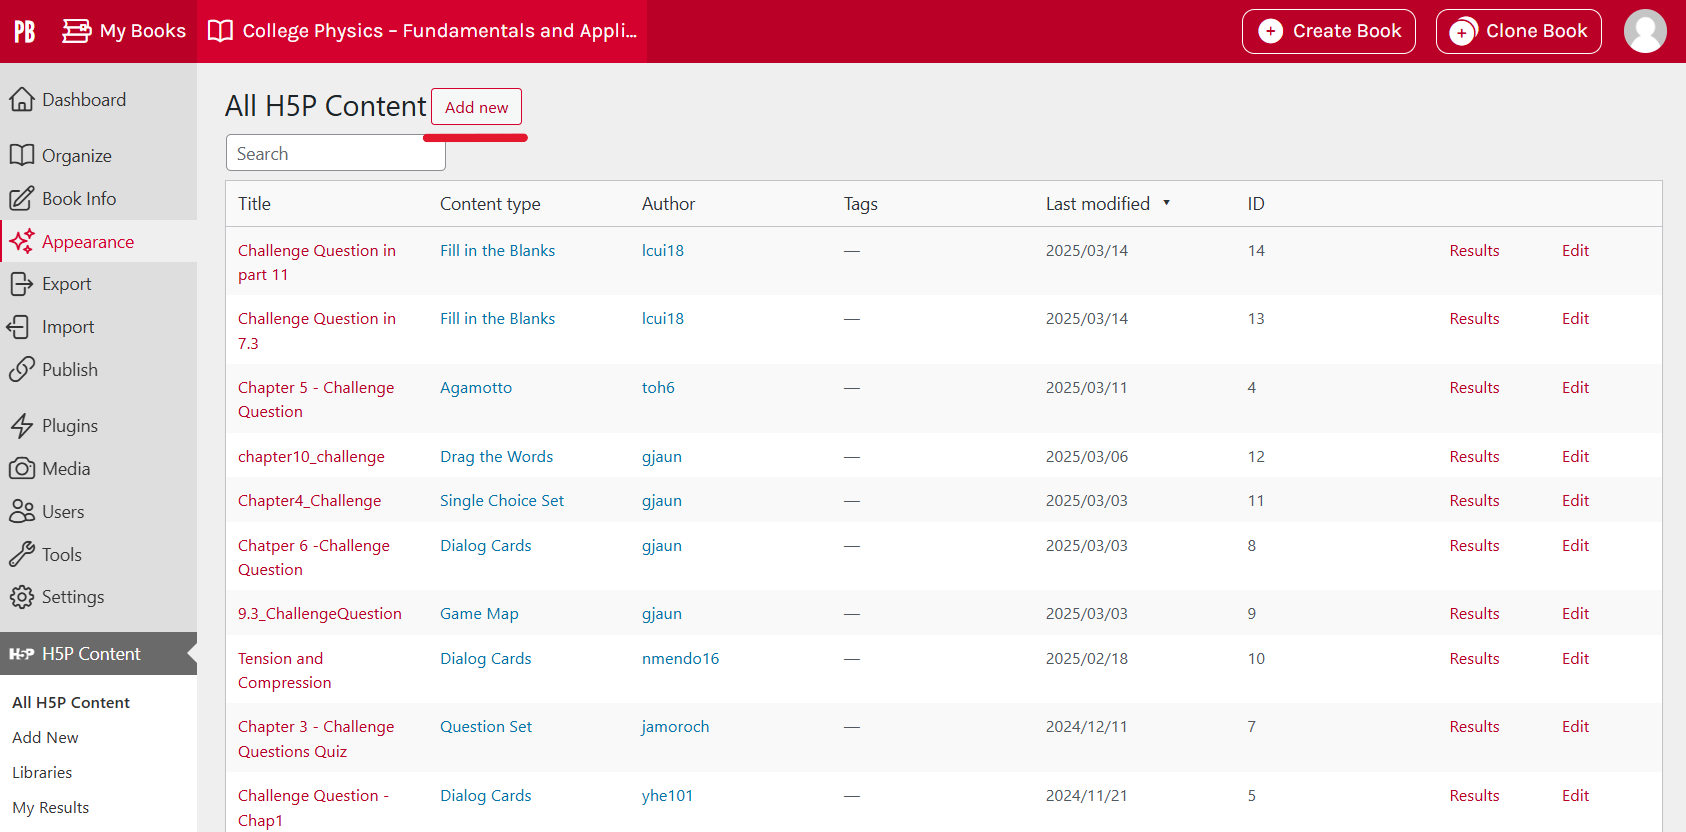 PB My Books College Physics – Fundamentals and Appli... Create Book Clone Book
Dashboard
Organize
Book Info
Appearance
Export
Import
Publish
Plugins
Media
Users
Tools
Settings
H5P H5P Content
All H5P Content
Add New
Libraries
My Results
All H5P Content Add new
Search
Title Content type Author Tags Last modified ▼ ID
Challenge Question in Fill in the Blanks lcui18 — 2025/03/14 14 Results Edit
part 11
Challenge Question in Fill in the Blanks lcui18 — 2025/03/14 13 Results Edit
7.3
Chapter 5 - Challenge Agamotto toh6 — 2025/03/11 4 Results Edit
Question
chapter10_challenge Drag the Words gjaun — 2025/03/06 12 Results Edit
Chapter4_Challenge Single Choice Set gjaun — 2025/03/03 11 Results Edit
Chatper 6 -Challenge Dialog Cards gjaun — 2025/03/03 8 Results Edit
Question
9.3_ChallengeQuestion Game Map gjaun — 2025/03/03 9 Results Edit
Tension and Dialog Cards nmendo16 — 2025/02/18 10 Results Edit
Compression
Chapter 3 - Challenge Question Set jamoroch — 2024/12/11 7 Results Edit
Questions Quiz
Challenge Question - Dialog Cards yhe101 — 2024/11/21 5 Results Edit
Chap1